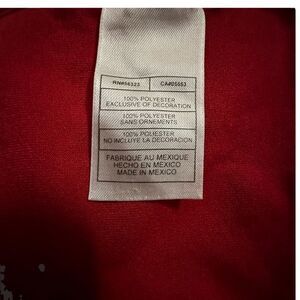 RN#56323 CA#05553
100% POLYESTER
EXCLUSIVE OF DECORATION
100% POLYESTER
SANS ORNEMENTS
100% POLIESTER
NO INCLUYE LA DECORACION
FABRIQUE AU MEXIQUE
HECHO EN MEXICO
MADE IN MEXICO